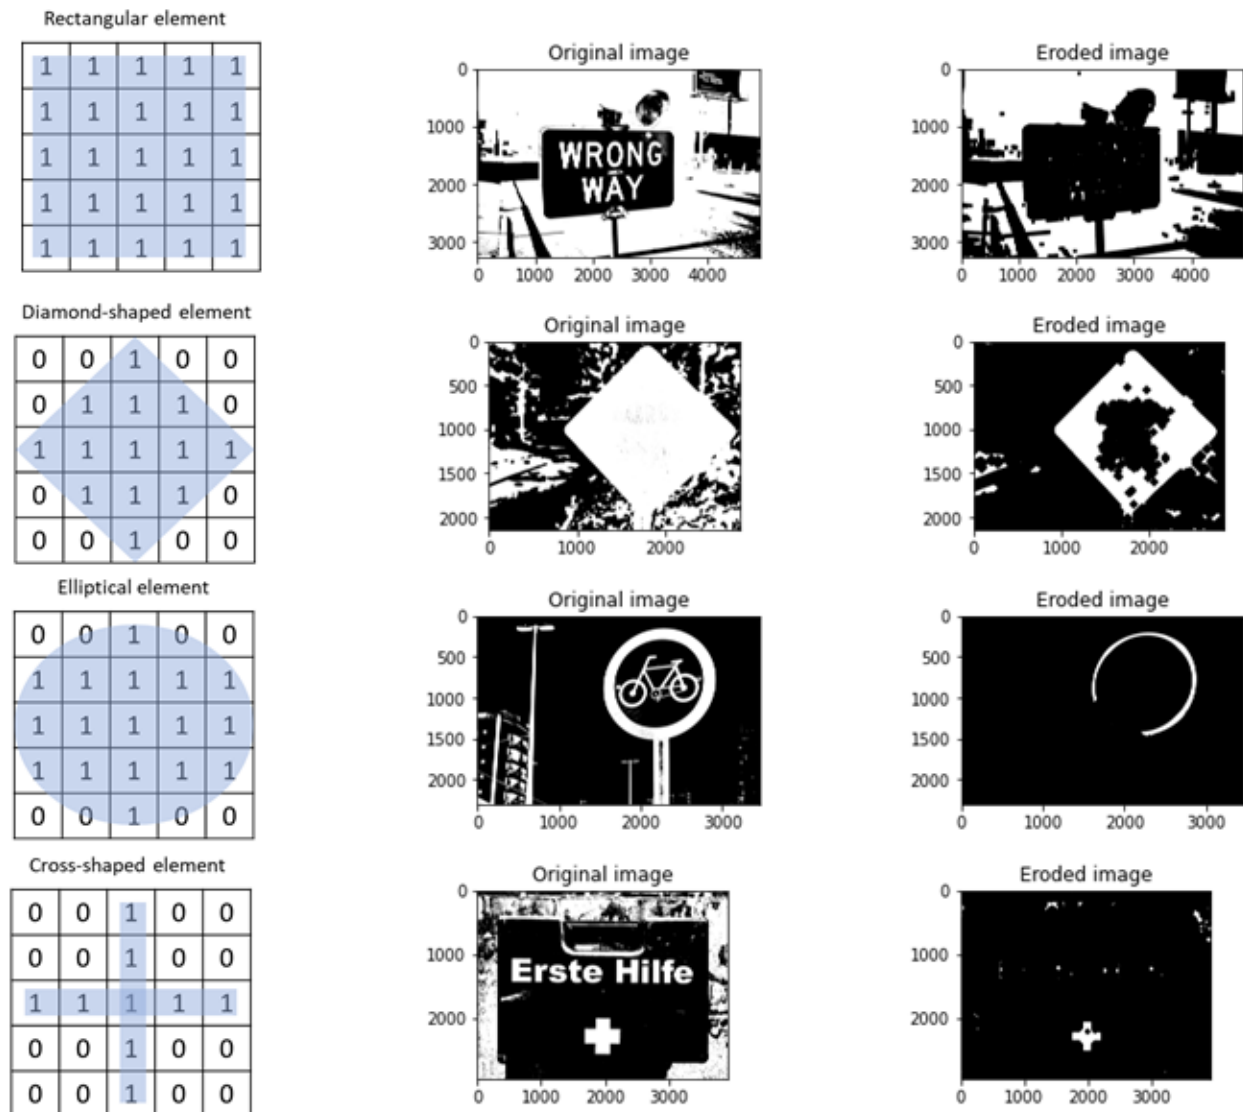 Rectangular element
1 1 1 1 1
1 1 1 1 1
1 1 1 1 1
1 1 1 1 1
1 1 1 1 1
Original image
0
1000
2000
3000
0 1000 2000 3000 4000
WRONG
WAY
Eroded image
0
1000
2000
3000
0 1000 2000 3000 4000
Diamond-shaped element
0 0 1 0 0
0 1 1 1 0
1 1 1 1 1
0 1 1 1 0
0 0 1 0 0
Original image
0
500
1000
1500
2000
0 1000 2000
Eroded image
0
500
1000
1500
2000
0 1000 2000
Elliptical element
0 0 1 0 0
1 1 1 1 1
1 1 1 1 1
1 1 1 1 1
0 0 1 0 0
Original image
0
500
1000
1500
2000
0 1000 2000 3000
Eroded image
0
500
1000
1500
2000
0 1000 2000 3000
Cross-shaped element
0 0 1 0 0
0 0 1 0 0
1 1 1 1 1
0 0 1 0 0
0 0 1 0 0
Original image
0
1000
2000
0 1000 2000 3000
Erste Hilfe
Eroded image
0
1000
2000
0 1000 2000 3000